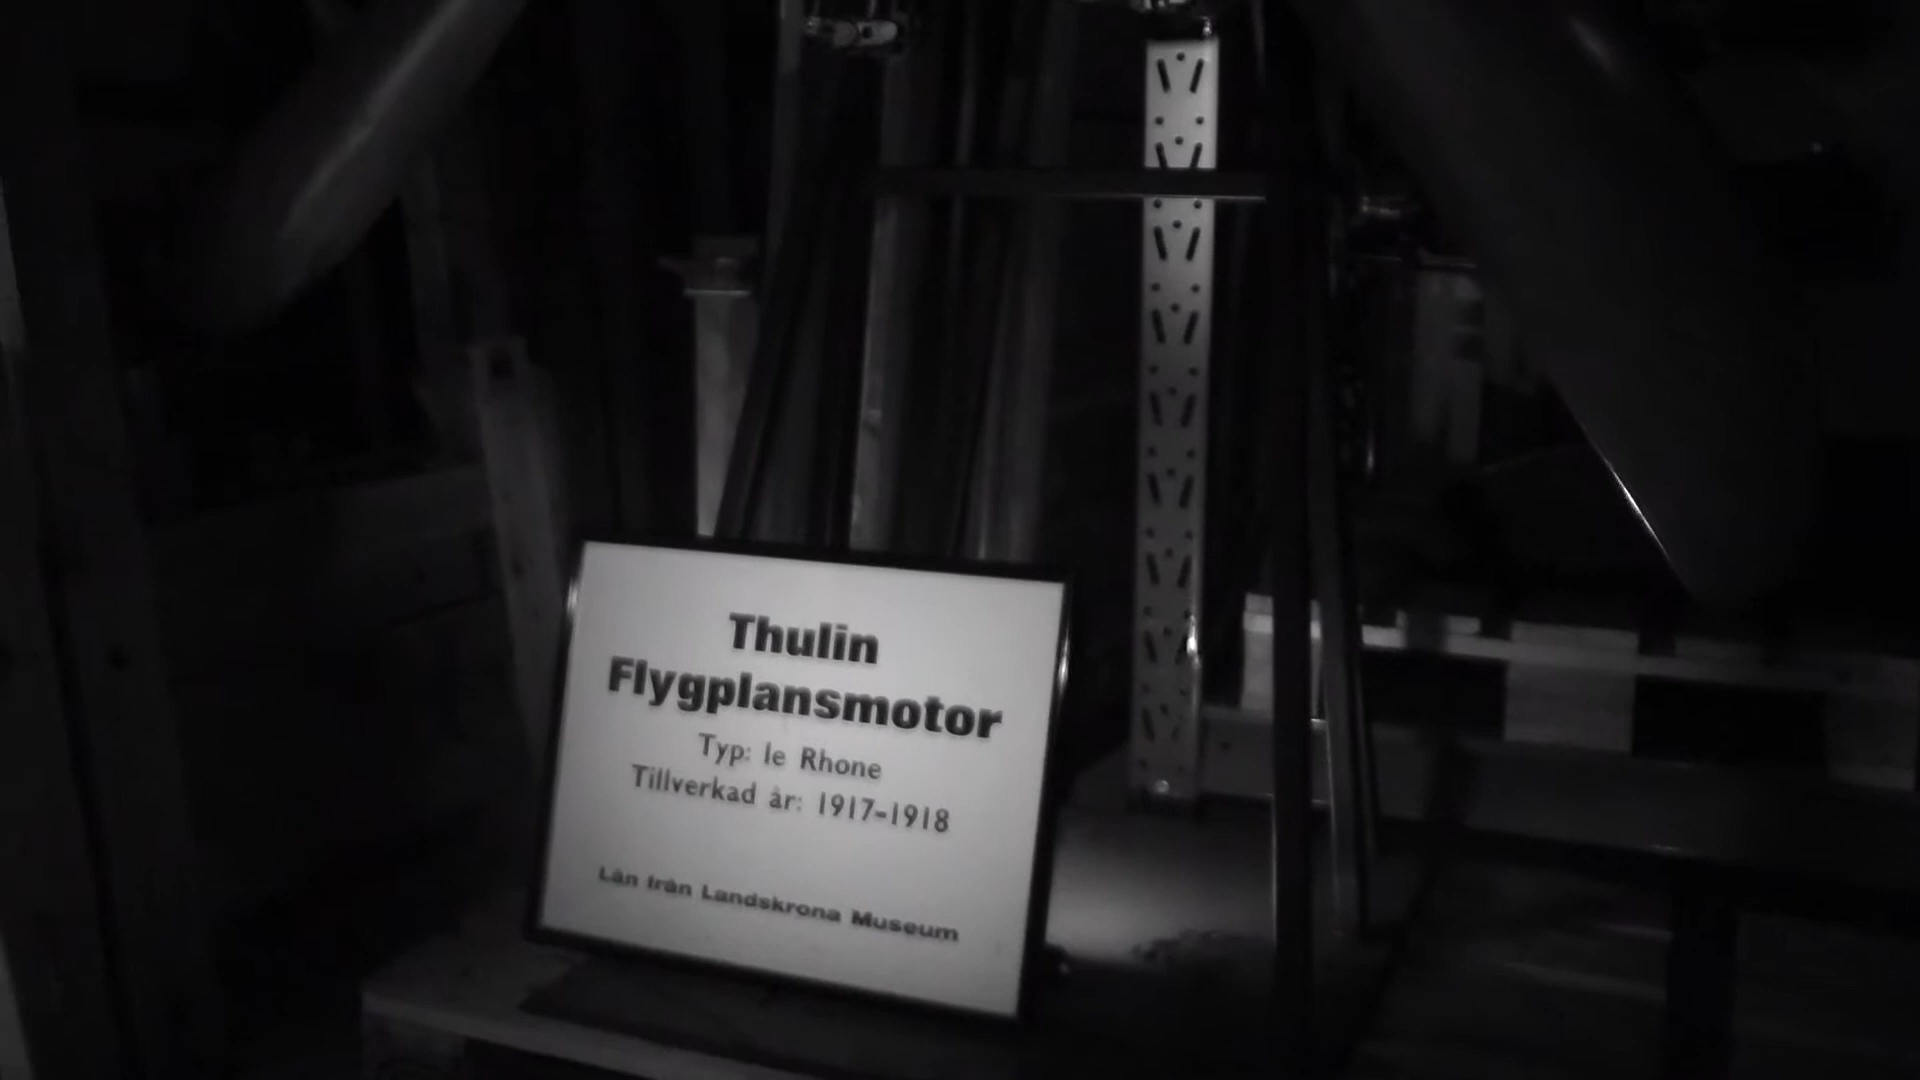 Thulin
Flygplansmotor
Typ: le Rhone
Tillverkad år: 1917-1918
Lån från Landskrona Museum